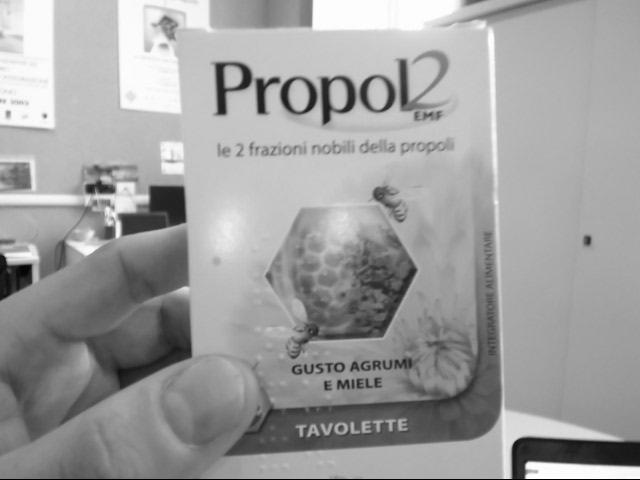 Propol2
EMF
le 2 frazioni nobili della propoli
INTEGRATORE ALIMENTARE
GUSTO AGRUMI
E MIELE
TAVOLETTE